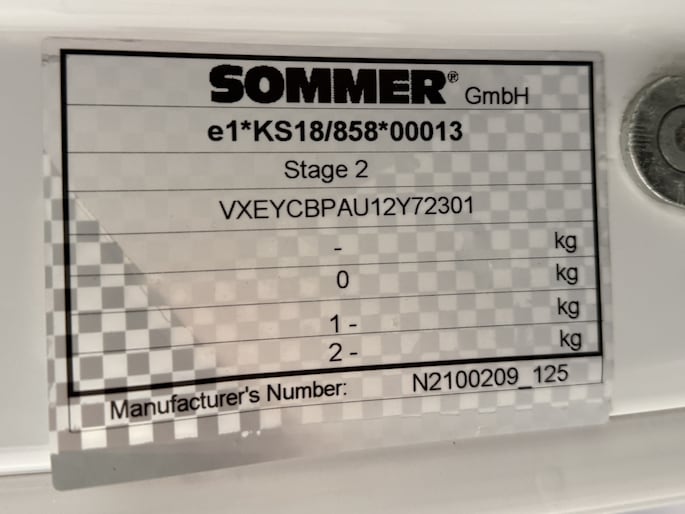 SOMMER® GmbH
e1*KS18/858*00013
Stage 2
VXEYCBPAU12Y72301
- kg
0 kg
1 - kg
2 - kg
Manufacturer's Number: N2100209_125